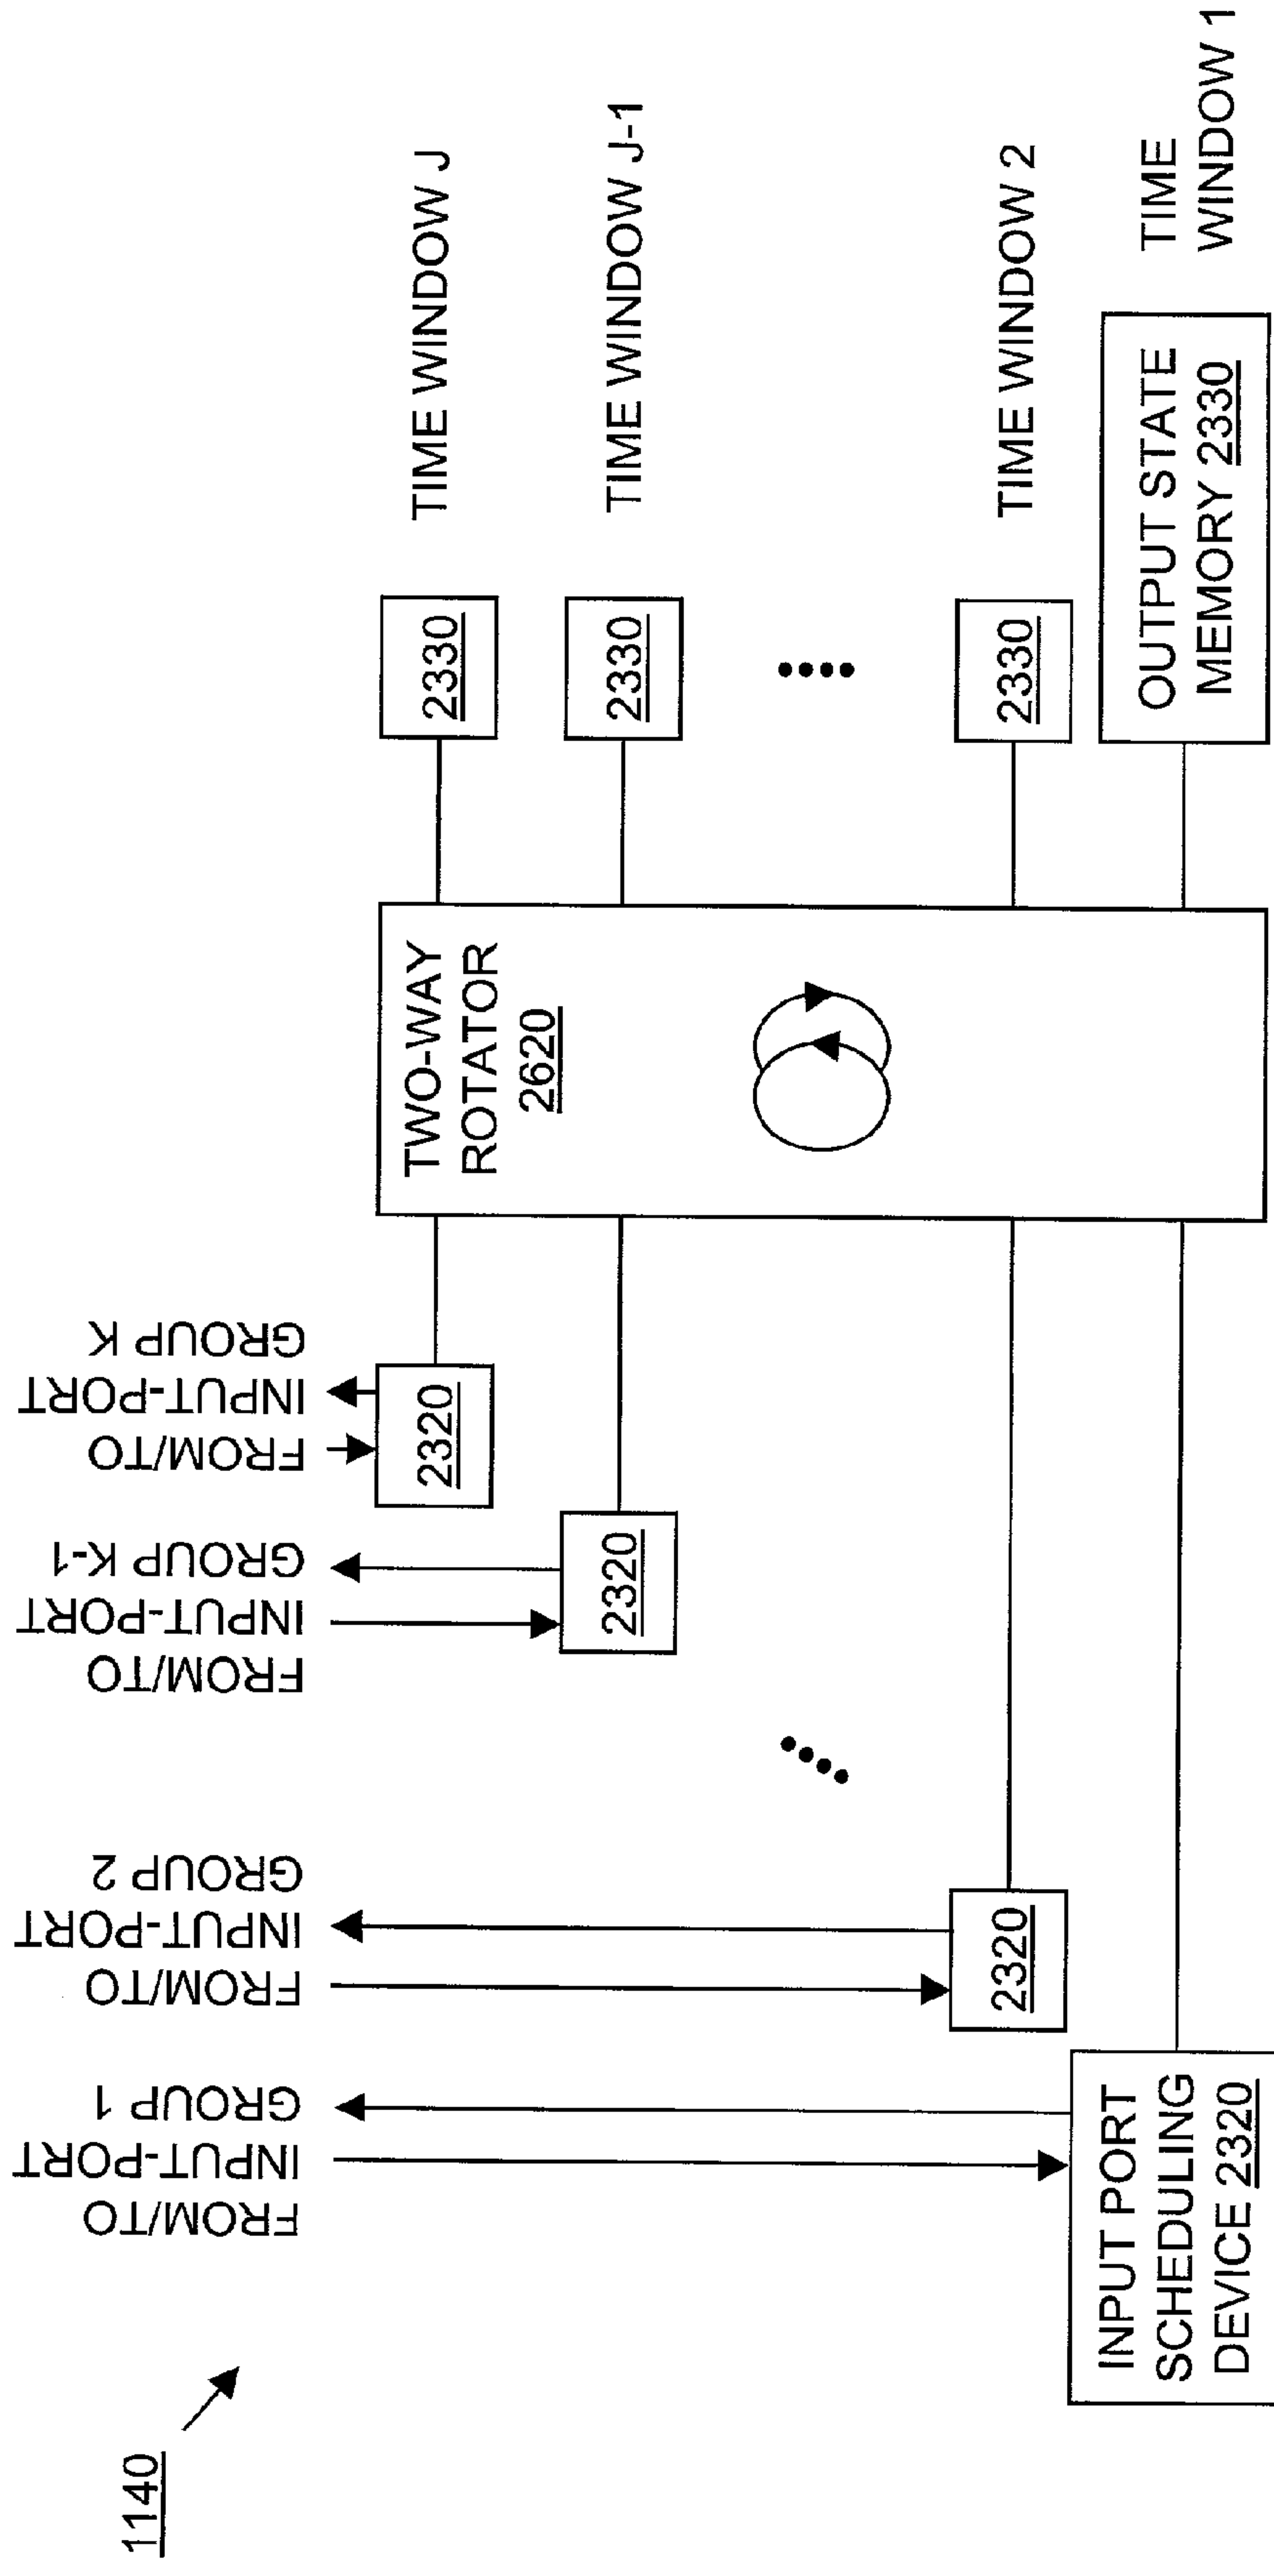 1140
FROM/TO
INPUT-PORT
GROUP 1
FROM/TO
INPUT-PORT
GROUP 2
FROM/TO
INPUT-PORT
GROUP K-1
FROM/TO
INPUT-PORT
GROUP K
INPUT PORT
SCHEDULING
DEVICE 2320
2320
2320
2320
TWO-WAY
ROTATOR
2620
2330
TIME WINDOW J
2330
TIME WINDOW J-1
2330
TIME WINDOW 2
OUTPUT STATE
MEMORY 2330
TIME
WINDOW 1